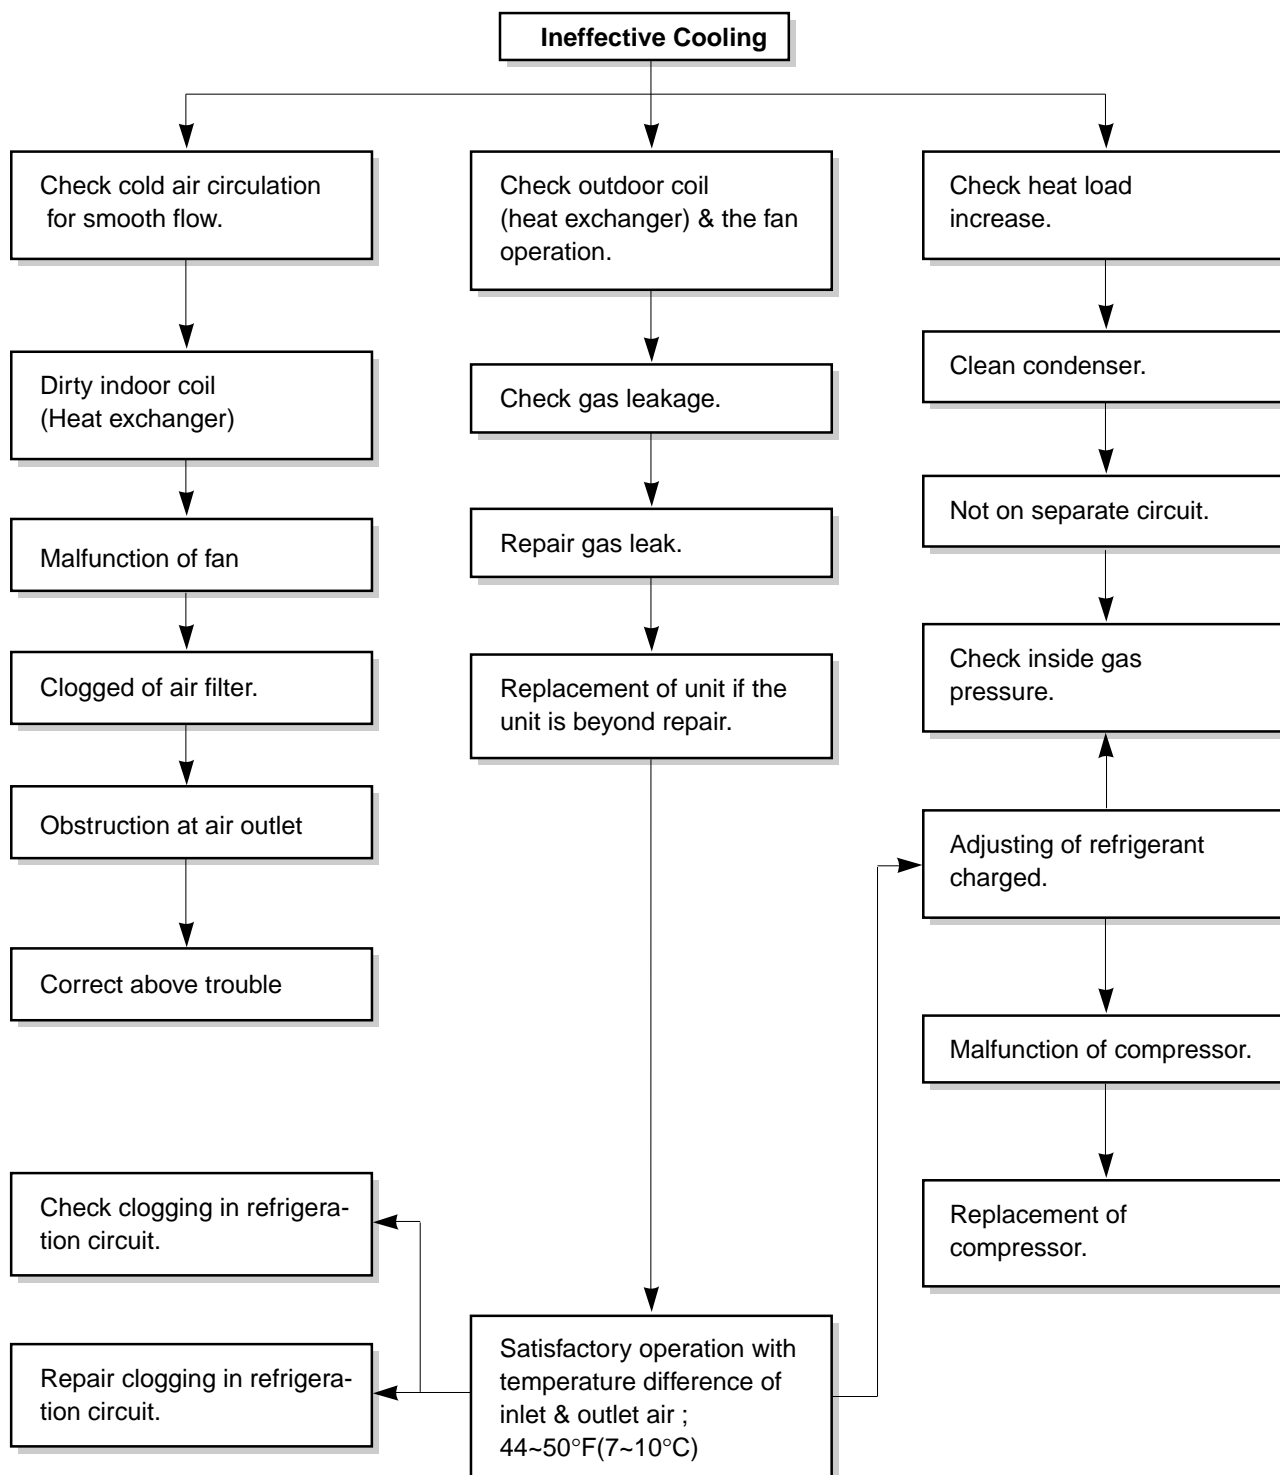 Ineffective Cooling
Check cold air circulation
for smooth flow.
Dirty indoor coil
(Heat exchanger)
Malfunction of fan
Clogged of air filter.
Obstruction at air outlet
Correct above trouble
Check clogging in refrigera-
tion circuit.
Repair clogging in refrigera-
tion circuit.
Check outdoor coil
(heat exchanger) & the fan
operation.
Check gas leakage.
Repair gas leak.
Replacement of unit if the
unit is beyond repair.
Satisfactory operation with
temperature difference of
inlet & outlet air ;
44~50°F(7~10°C)
Check heat load
increase.
Clean condenser.
Not on separate circuit.
Check inside gas
pressure.
Adjusting of refrigerant
charged.
Malfunction of compressor.
Replacement of
compressor.